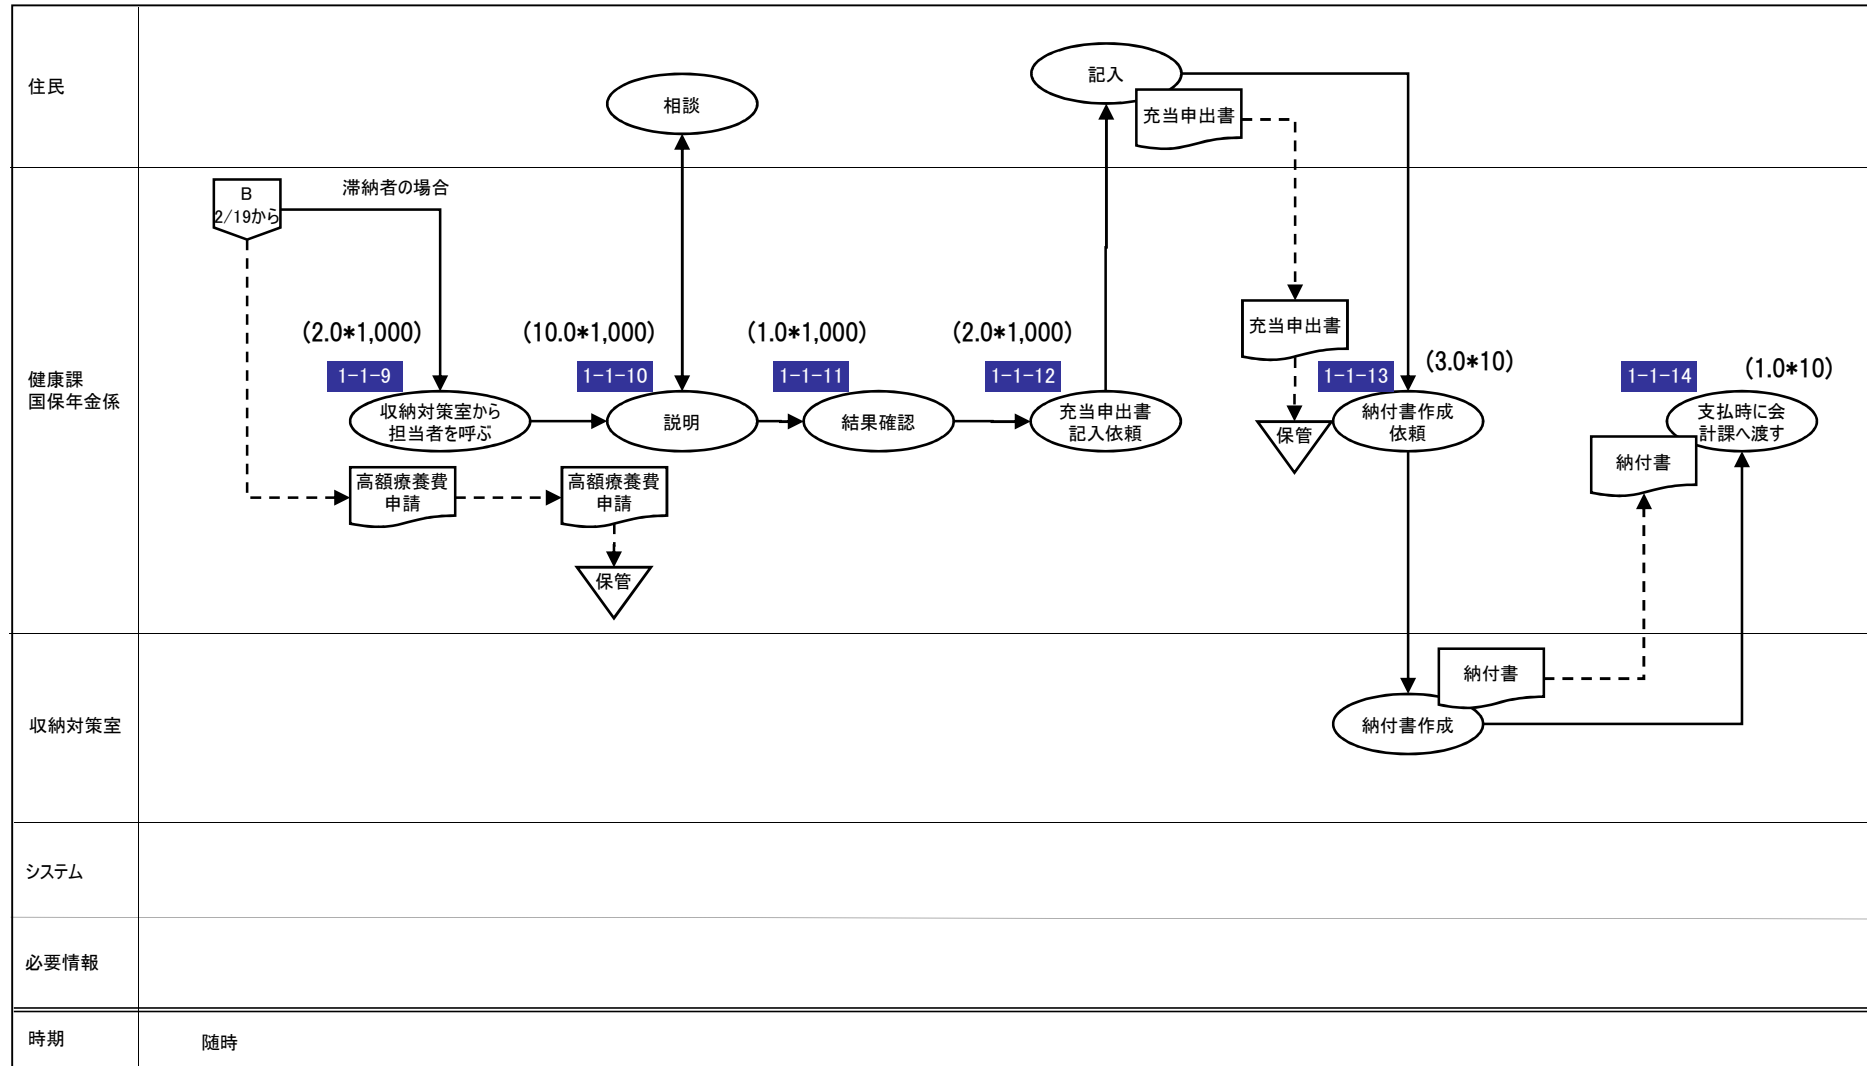 住民
相談
記入
充当申出書
健康課
国保年金係
B
2/19から
滞納者の場合
(2.0*1,000)
1-1-9
収納対策室から
担当者を呼ぶ
(10.0*1,000)
1-1-10
説明
(1.0*1,000)
1-1-11
結果確認
(2.0*1,000)
1-1-12
充当申出書
記入依頼
充当申出書
保管
1-1-13
(3.0*10)
納付書作成
依頼
1-1-14
(1.0*10)
支払時に会
計課へ渡す
納付書
高額療養費
申請
高額療養費
申請
保管
収納対策室
納付書
納付書作成
システム
必要情報
時期
随時